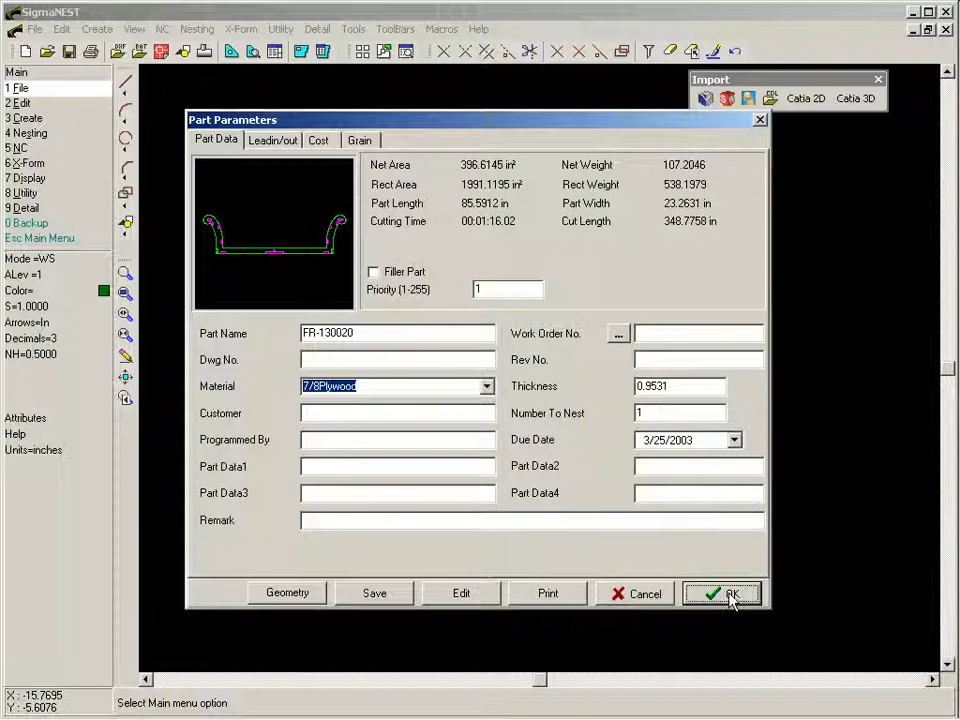 SigmaNEST
File Edit Create View NC Nesting X-Form Utility Detail Tools ToolBars Macros Help
DXF DAT
Main
1 File
2 Edit
3 Create
4 Nesting
5 NC
6 X-Form
7 Display
8 Utility
9 Detail
0 Backup
Esc Main Menu
Mode =WS
ALev =1
Color=
S=1.0000
Arrows=In
Decimals=3
NH=0.5000
Attributes
Help
Units=inches
Import
CDL Catia 2D Catia 3D
Part Parameters
Part Data Leadin/out Cost Grain
Net Area 396.6145 in² Net Weight 107.2046
Rect Area 1991.1195 in² Rect Weight 538.1979
Part Length 85.5912 in Part Width 23.2631 in
Cutting Time 00:01:16.02 Cut Length 348.7758 in
Filler Part
Priority (1-255) 1
Part Name FR-130020 Work Order No. ...
Dwg No. Rev No.
Material 7/8Plywood Thickness 0.9531
Customer Number To Nest 1
Programmed By Due Date 3/25/2003
Part Data1 Part Data2
Part Data3 Part Data4
Remark
Geometry Save Edit Print Cancel OK
X : -15.7695
Y : -5.6076
Select Main menu option